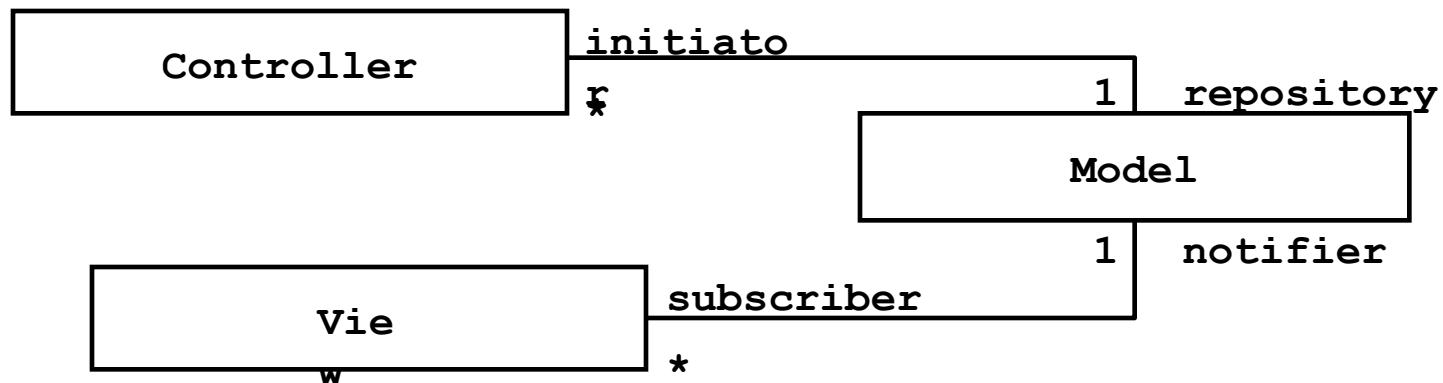 initiato
Controller
r
*
1 repository
Model
1 notifier
subscriber
Vie
w
*